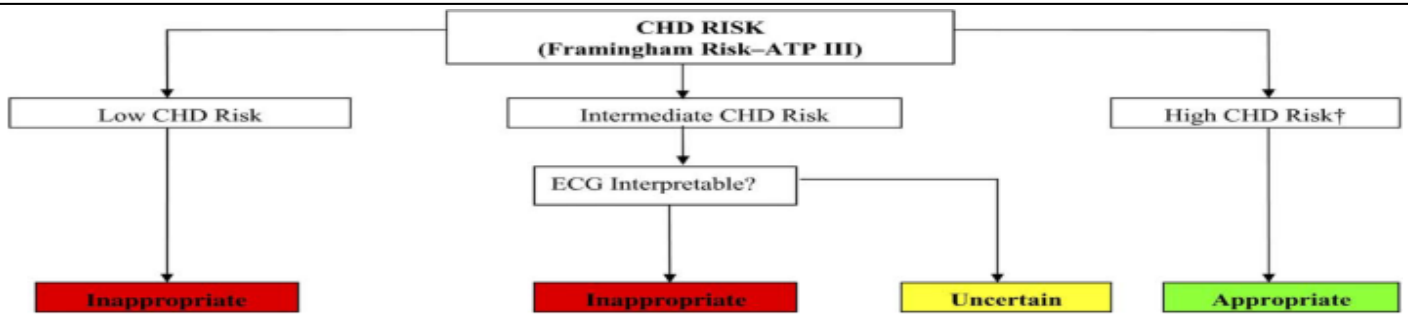 CHD RISK
(Framingham Risk–ATP III)
Low CHD Risk
Intermediate CHD Risk
High CHD Risk†
ECG Interpretable?
Inappropriate
Inappropriate
Uncertain
Appropriate